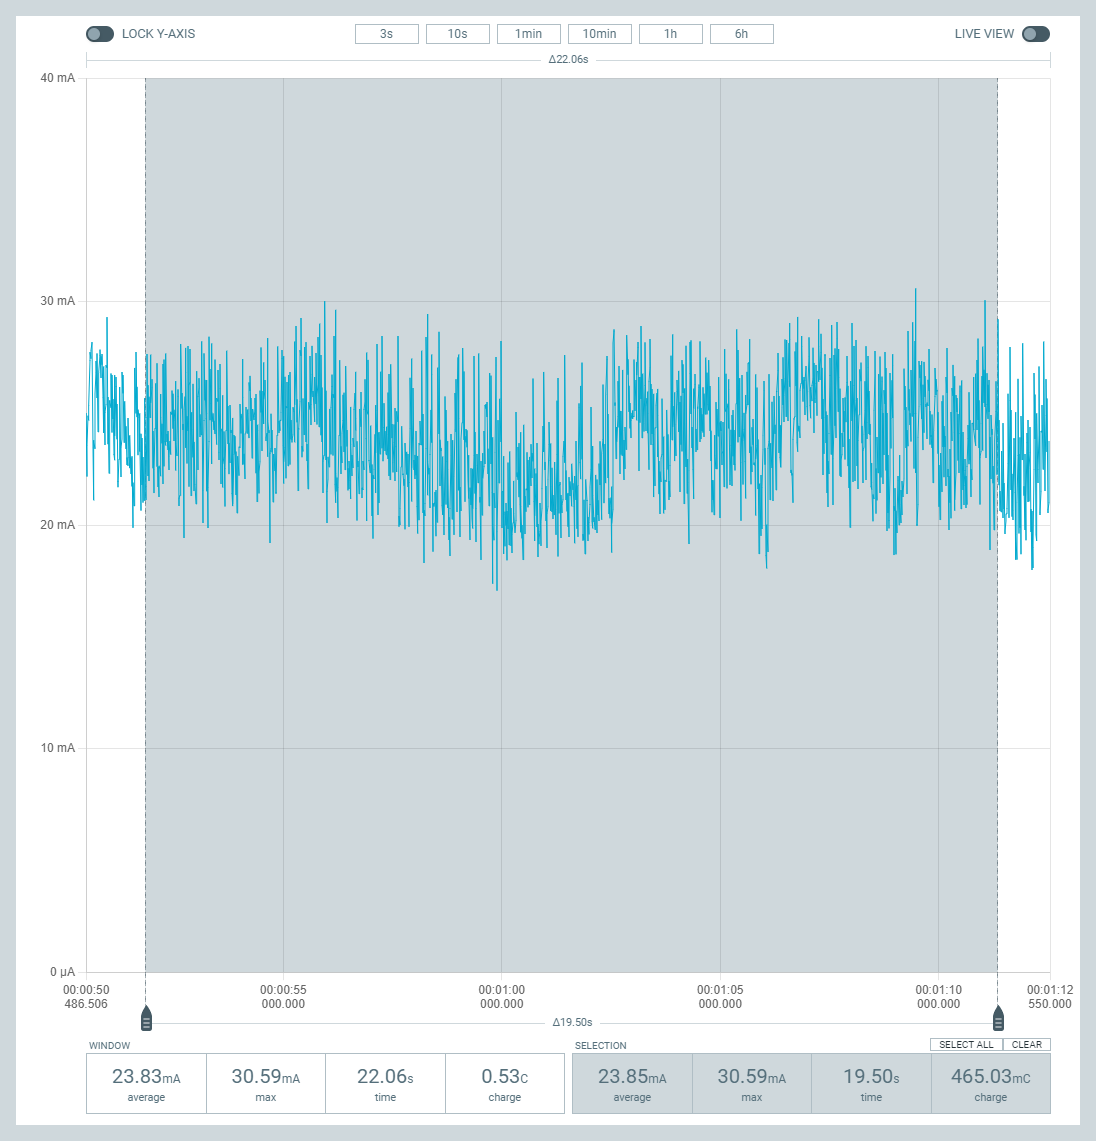 LOCK Y-AXIS 3s 10s 1min 10min 1h 6h LIVE VIEW
Δ22.06s
40 mA
30 mA
20 mA
10 mA
0 µA
00:00:50 00:00:55 00:01:00 00:01:05 00:01:10 00:01:12
486.506 000.000 000.000 000.000 000.000 550.000
Δ19.50s
WINDOW SELECTION SELECT ALL CLEAR
23.83mA 30.59mA 22.06s 0.53C 23.85mA 30.59mA 19.50s 465.03mC
average max time charge average max time charge